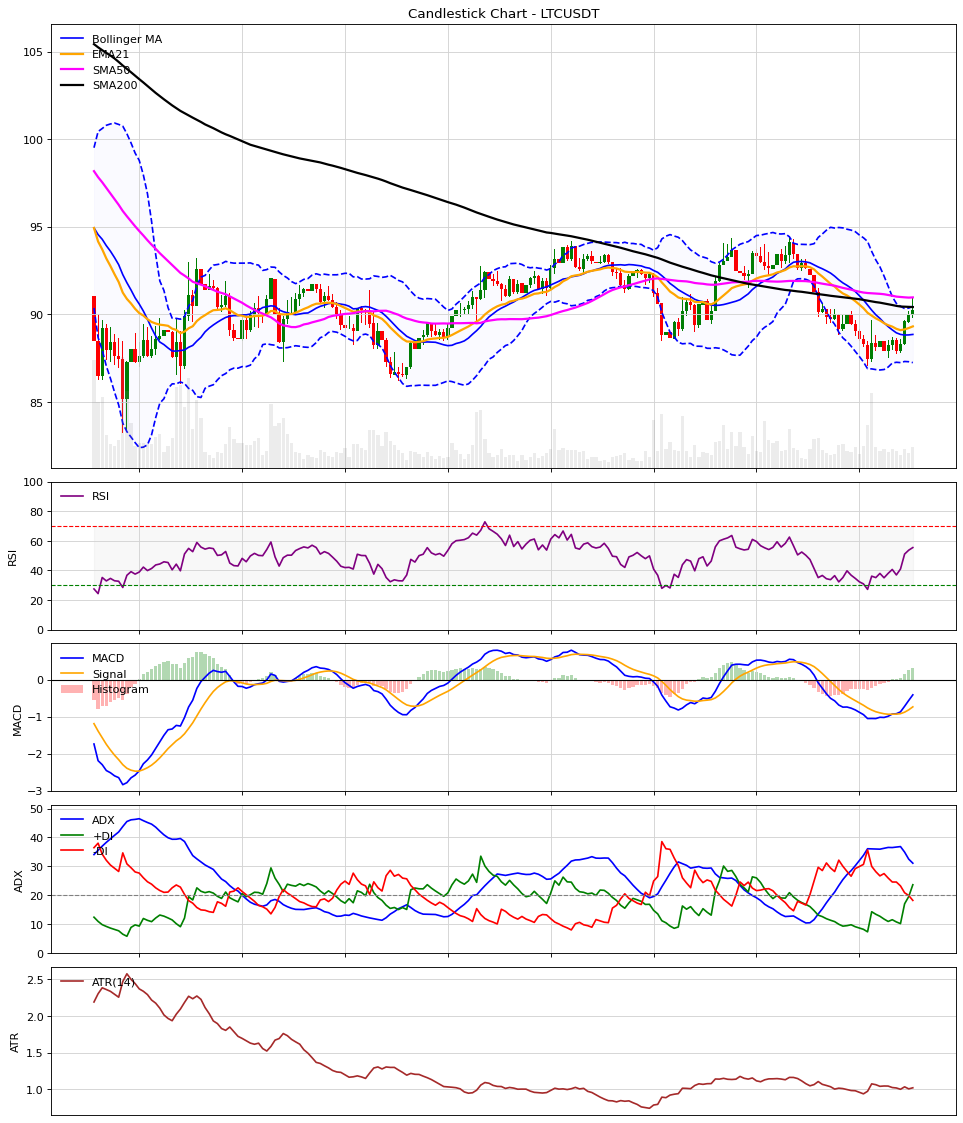 Candlestick Chart - LTCUSDT
Bollinger MA
EMA21
SMA50
SMA200
105
100
95
90
85
RSI
100
80
60
40
20
0
RSI
MACD
Signal
Histogram
0
−1
−2
−3
MACD
ADX
+DI
-DI
50
40
30
20
10
0
ADX
ATR(14)
2.5
2.0
1.5
1.0
ATR